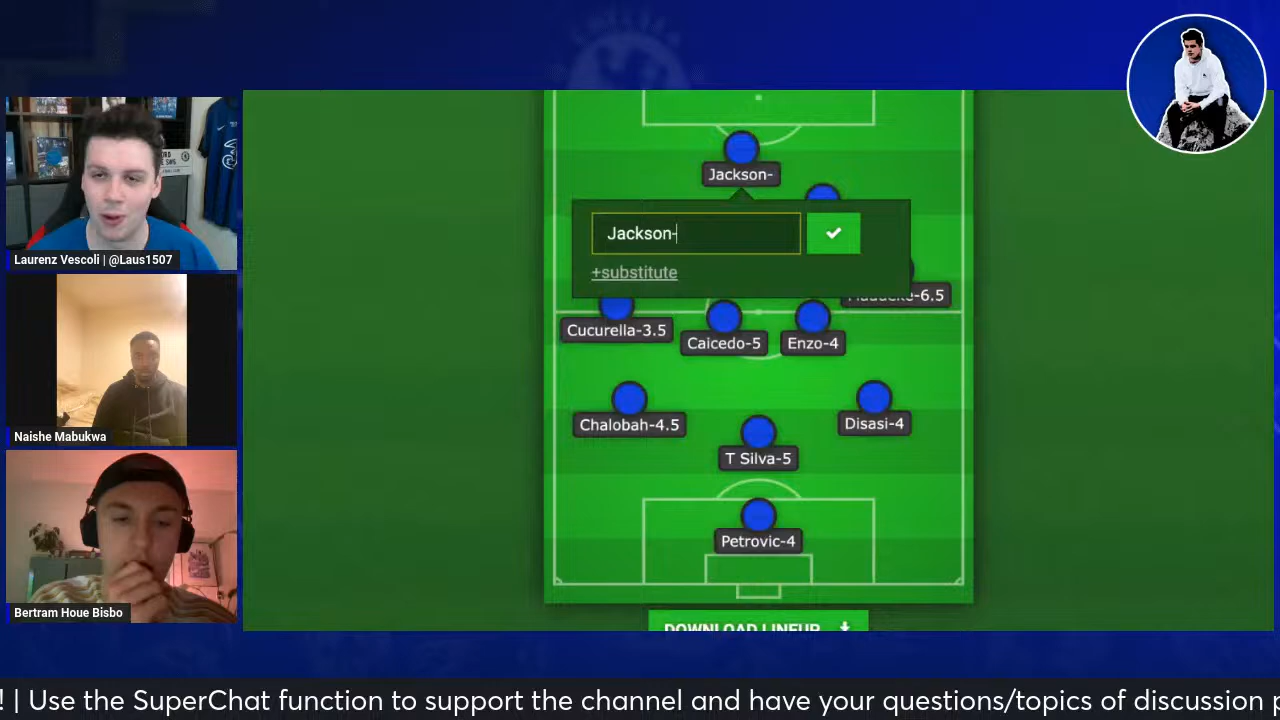 Laurenz Vescoli | @Laus1507
Naishe Mabukwa
Bertram Houe Bisbo
Jackson-
Jackson-
+substitute
-6.5
Cucurella-3.5
Caicedo-5
Enzo-4
Chalobah-4.5
Disasi-4
T Silva-5
Petrovic-4
DOWNLOAD LINEUP
! | Use the SuperChat function to support the channel and have your questions/topics of discussion p